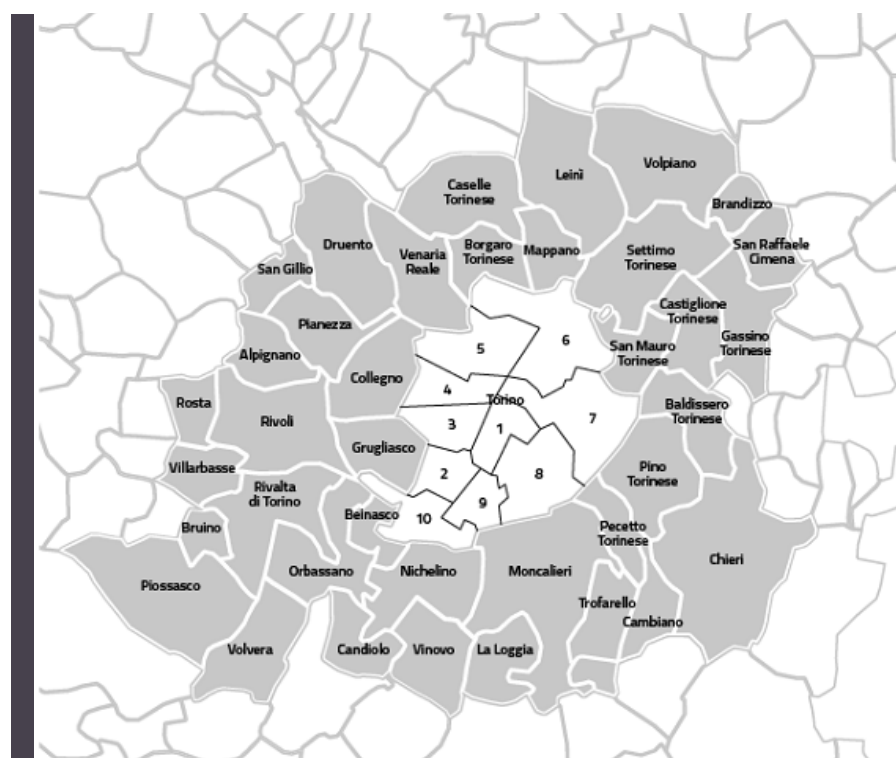 Leinì
Volpiano
Caselle
Torinese
Brandizzo
Druento
Venaria
Reale
Borgaro
Torinese
Mappano
Settimo
Torinese
San Raffaele
Cimena
San Gillio
Castiglione
Torinese
Pianezza
Alpignano
5
6
San Mauro
Torinese
Gassino
Torinese
Collegno
4
Torino
Rosta
Rivoli
3
1
7
Baldissero
Torinese
Grugliasco
Villarbasse
2
8
Pino
Torinese
Rivalta
di Torino
9
Beinasco
10
Bruino
Pecetto
Torinese
Piossasco
Orbassano
Nichelino
Moncalieri
Chieri
Trofarello
Cambiano
Volvera
Candiolo
Vinovo
La Loggia